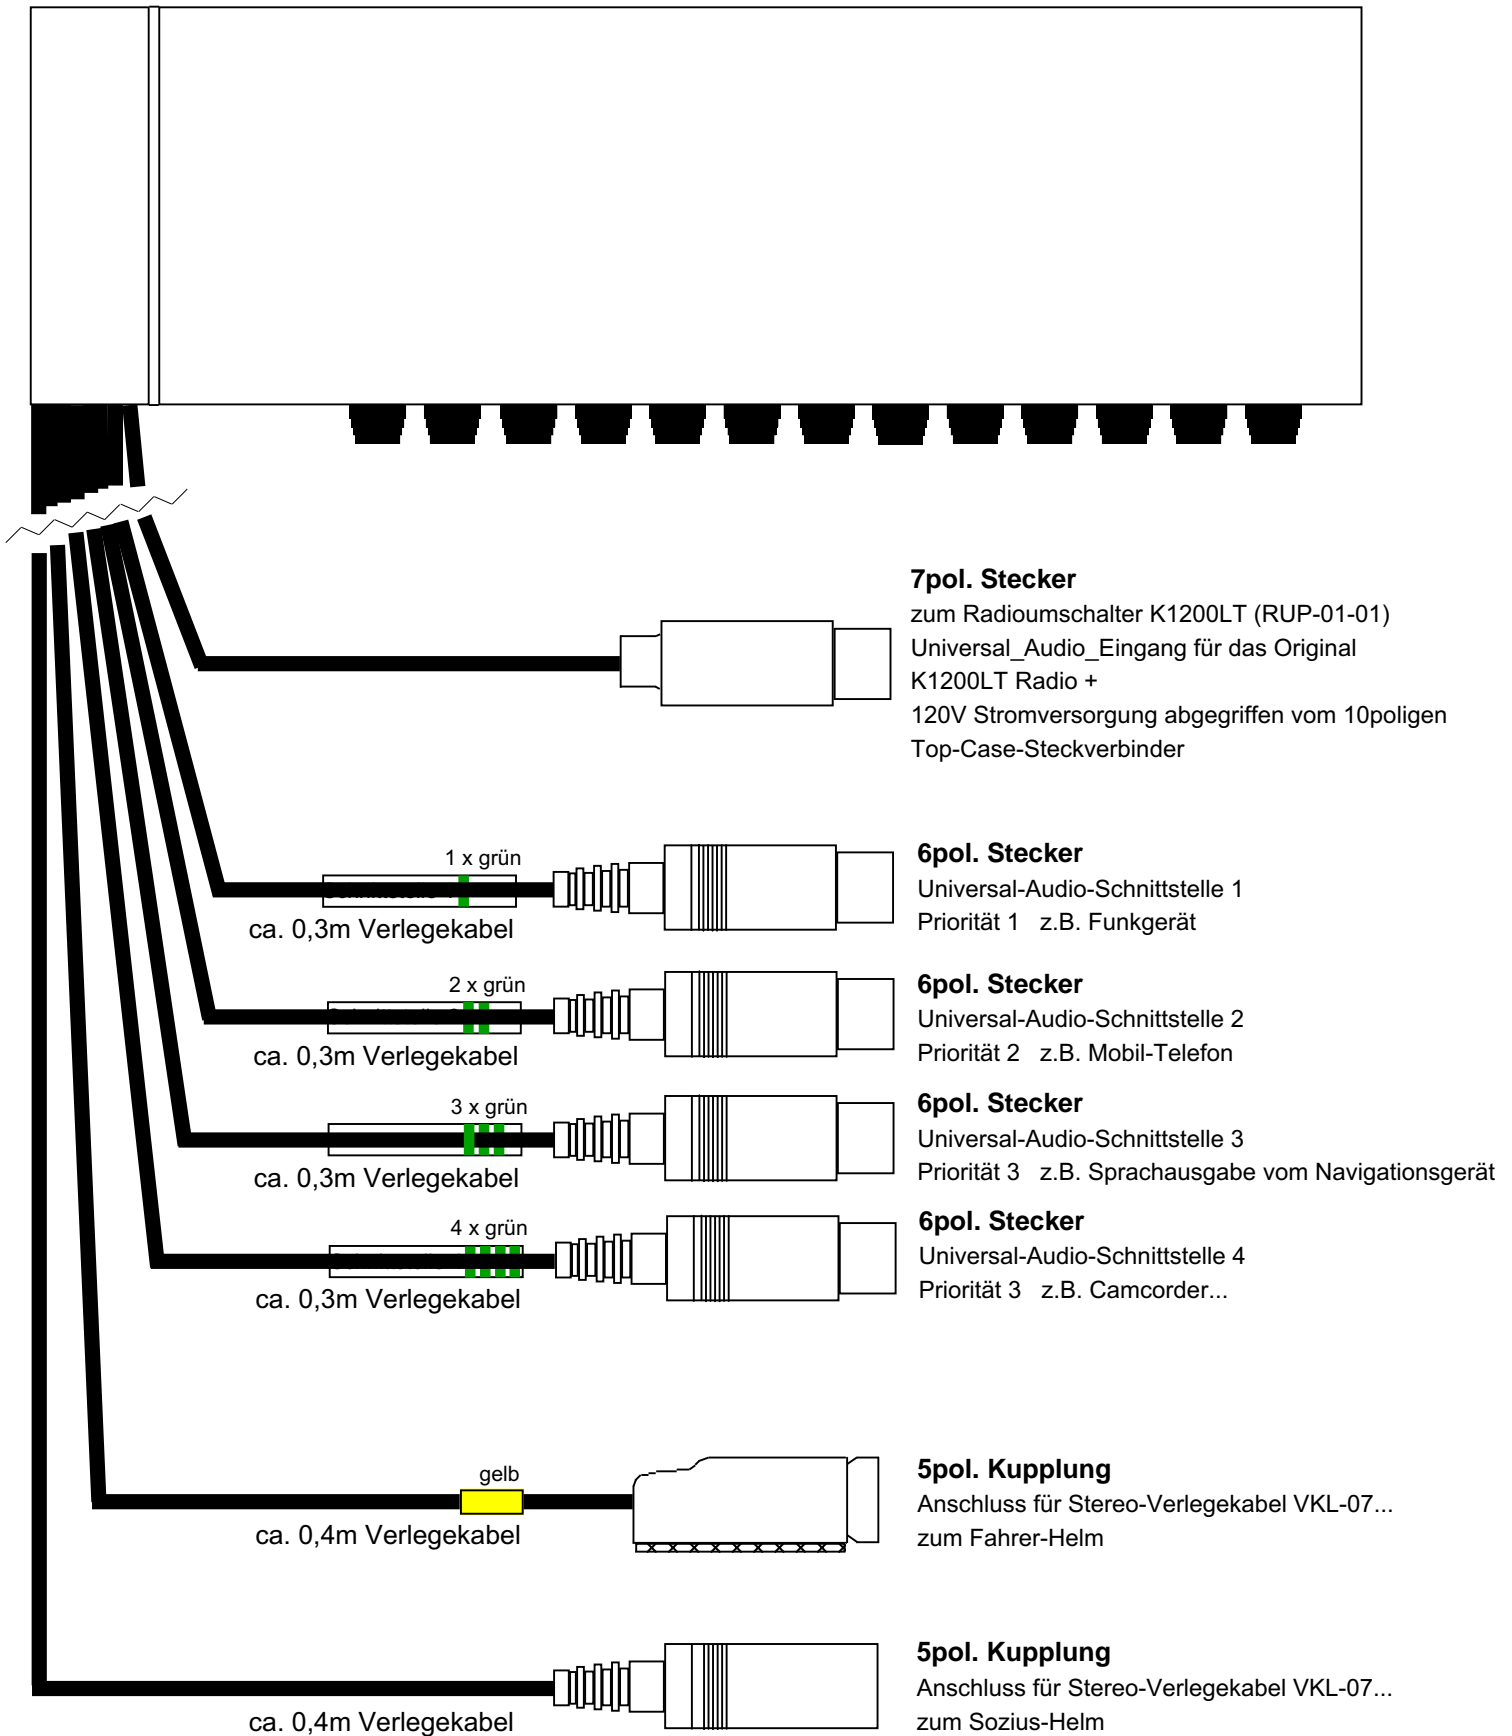 7pol. Stecker
zum Radioumschalter K1200LT (RUP-01-01)
Universal_Audio_Eingang für das Original
K1200LT Radio +
120V Stromversorgung abgegriffen vom 10poligen
Top-Case-Steckverbinder
1 x grün
ca. 0,3m Verlegekabel
6pol. Stecker
Universal-Audio-Schnittstelle 1
Priorität 1 z.B. Funkgerät
2 x grün
ca. 0,3m Verlegekabel
6pol. Stecker
Universal-Audio-Schnittstelle 2
Priorität 2 z.B. Mobil-Telefon
3 x grün
ca. 0,3m Verlegekabel
6pol. Stecker
Universal-Audio-Schnittstelle 3
Priorität 3 z.B. Sprachausgabe vom Navigationsgerät
4 x grün
ca. 0,3m Verlegekabel
6pol. Stecker
Universal-Audio-Schnittstelle 4
Priorität 3 z.B. Camcorder...
gelb
ca. 0,4m Verlegekabel
5pol. Kupplung
Anschluss für Stereo-Verlegekabel VKL-07...
zum Fahrer-Helm
ca. 0,4m Verlegekabel
5pol. Kupplung
Anschluss für Stereo-Verlegekabel VKL-07...
zum Sozius-Helm